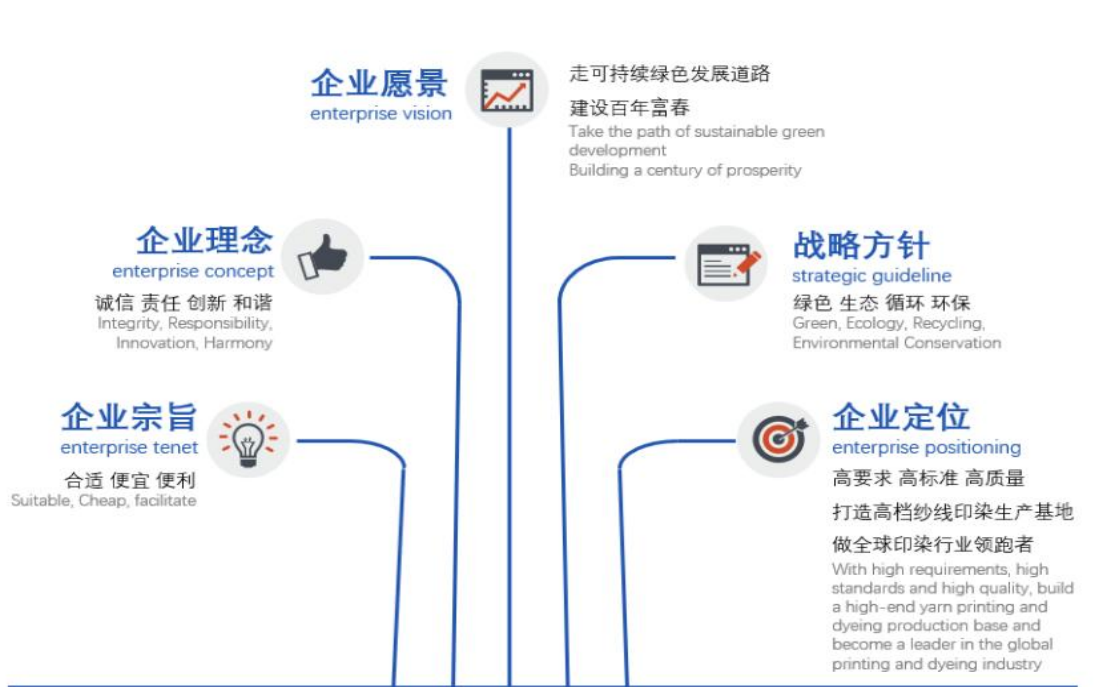 企业愿景
enterprise vision
走可持续绿色发展道路
建设百年富春
Take the path of sustainable green
development
Building a century of prosperity
企业理念
enterprise concept
诚信 责任 创新 和谐
Integrity, Responsibility,
Innovation, Harmony
战略方针
strategic guideline
绿色 生态 循环 环保
Green, Ecology, Recycling,
Environmental Conservation
企业宗旨
enterprise tenet
合适 便宜 便利
Suitable, Cheap, facilitate
企业定位
enterprise positioning
高要求 高标准 高质量
打造高档纱线印染生产基地
做全球印染行业领跑者
With high requirements, high
standards and high quality, build
a high-end yarn printing and
dyeing production base and
become a leader in the global
printing and dyeing industry